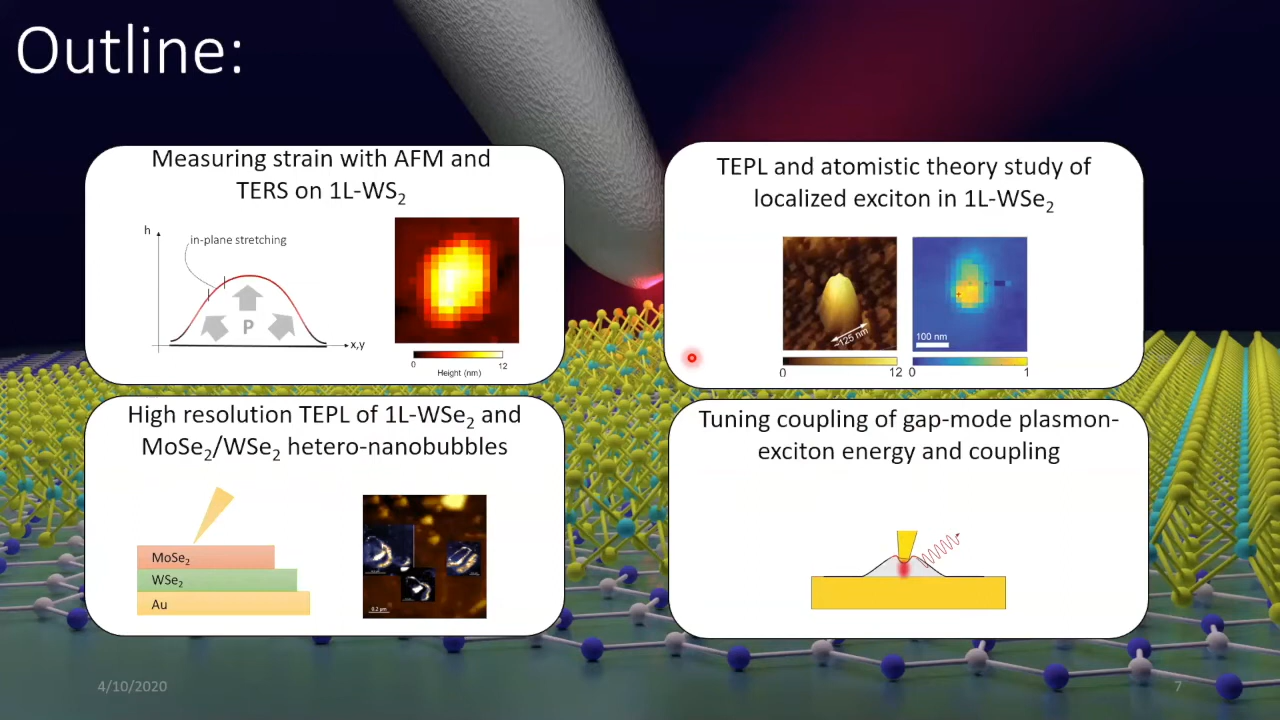 Outline:
Measuring strain with AFM and
TERS on 1L-WS₂
h
in-plane stretching
P
x,y
0
12
Height (nm)
TEPL and atomistic theory study of
localized exciton in 1L-WSe₂
~125 nm
100 nm
0
12
0
1
High resolution TEPL of 1L-WSe₂ and
MoSe₂/WSe₂ hetero-nanobubbles
MoSe₂
WSe₂
Au
0.2 µm
Tuning coupling of gap-mode plasmon-
exciton energy and coupling
4/10/2020
7